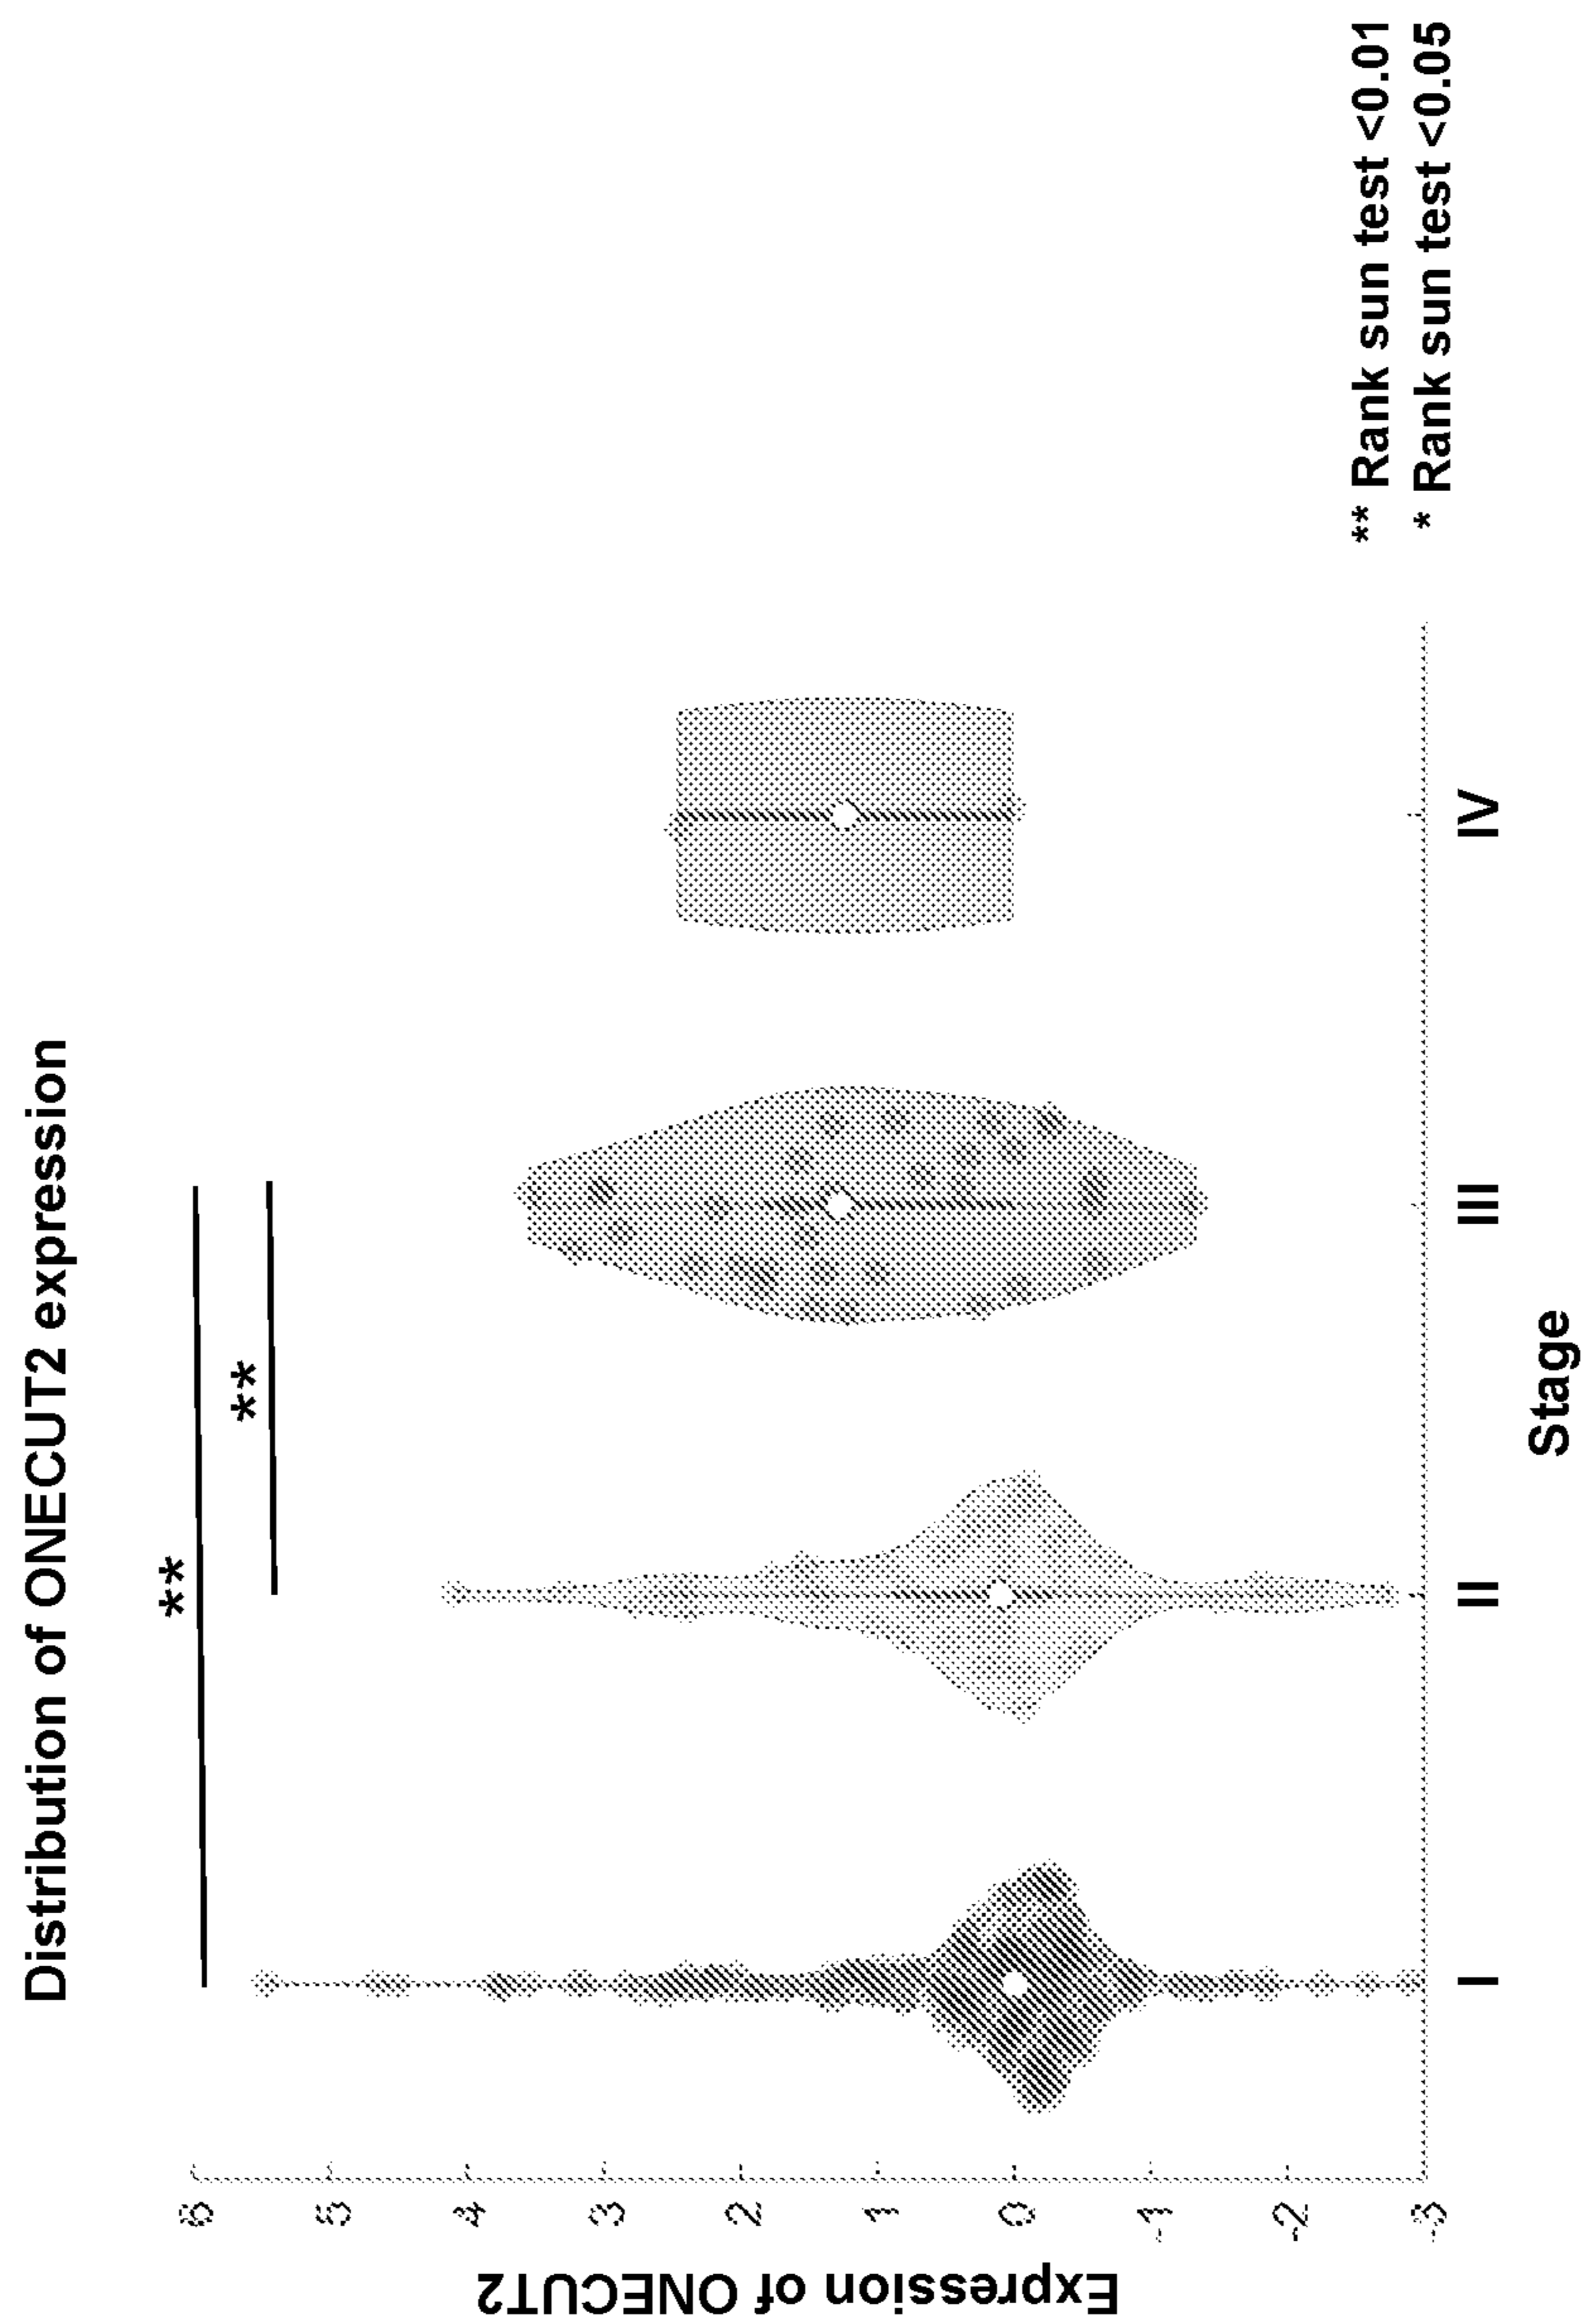 Distribution of ONECUT2 expression
**
**
Expression of ONECUT2
6
5
4
3
2
1
0
-1
-2
-3
I
II
III
IV
Stage
** Rank sun test <0.01
* Rank sun test <0.05